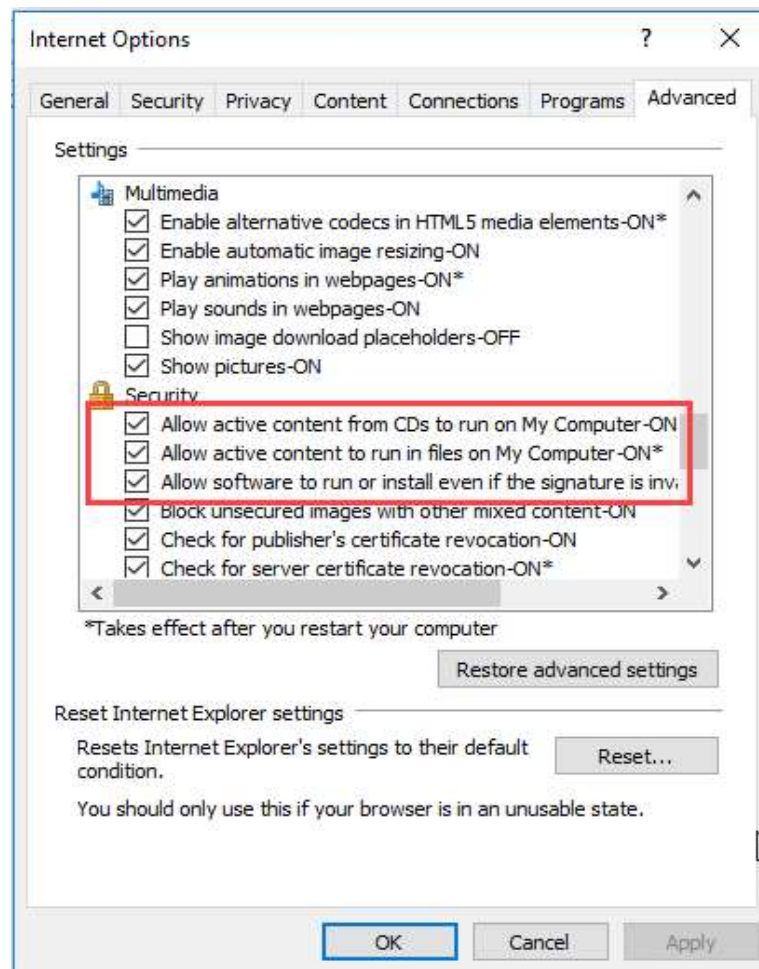 Internet Options
General Security Privacy Content Connections Programs Advanced
Settings
Multimedia
Enable alternative codecs in HTML5 media elements-ON*
Enable automatic image resizing-ON
Play animations in webpages-ON*
Play sounds in webpages-ON
Show image download placeholders-OFF
Show pictures-ON
Security
Allow active content from CDs to run on My Computer-ON
Allow active content to run in files on My Computer-ON*
Allow software to run or install even if the signature is
Block unsecured images with other mixed content-ON
Check for publisher's certificate revocation-ON
Check for server certificate revocation-ON*
*Takes effect after you restart your computer
Restore advanced settings
Reset Internet Explorer settings
Resets Internet Explorer's settings to their default
condition.
Reset...
You should only use this if your browser is in an unusable state.
OK Cancel Apply